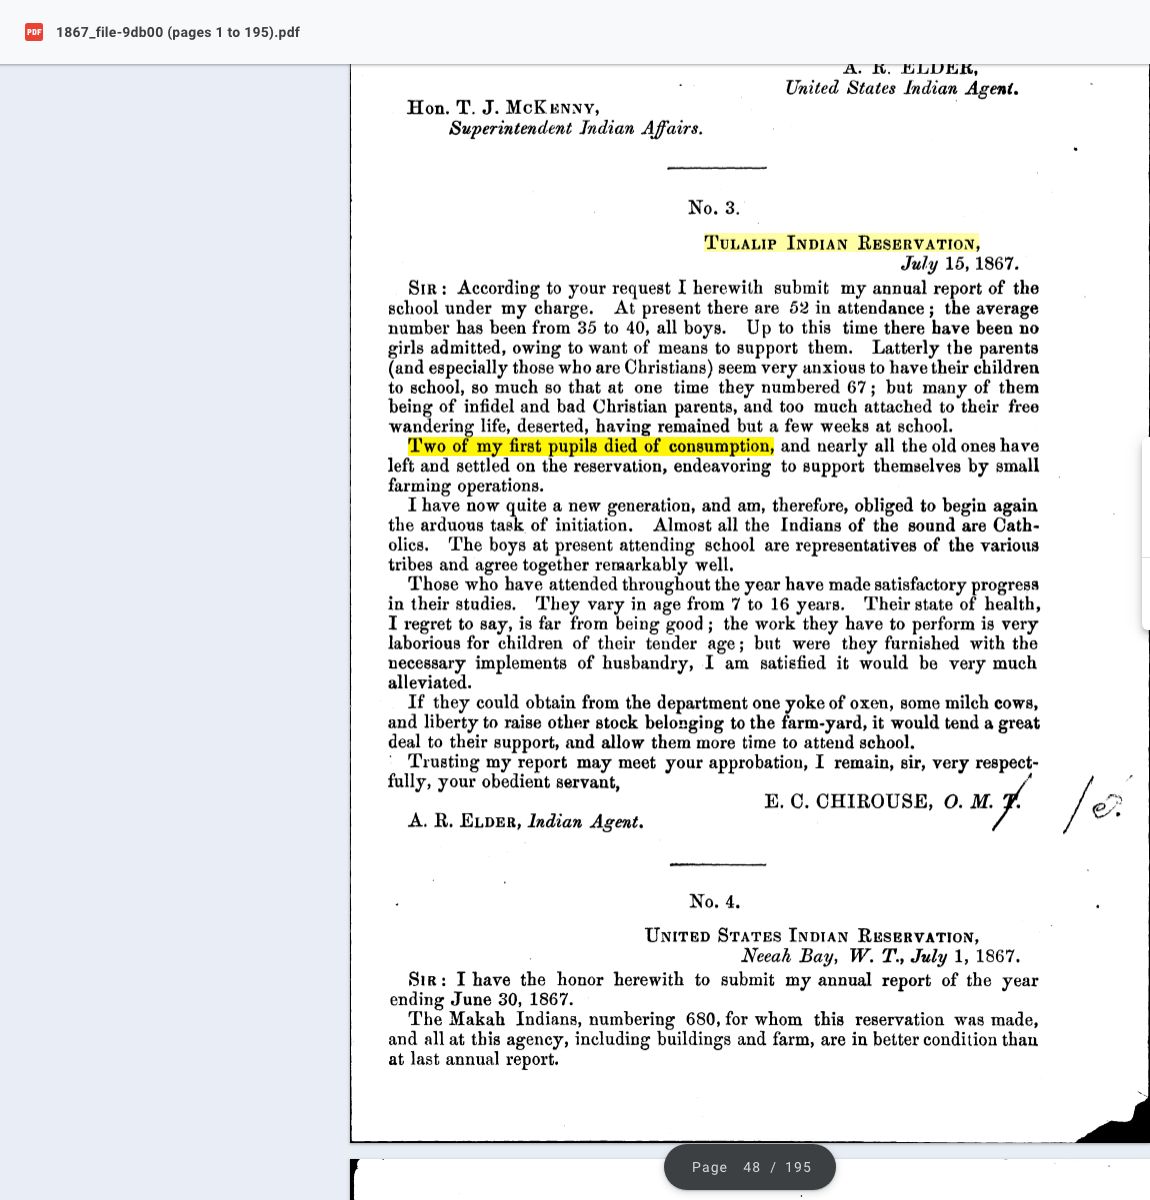 PDF 1867_file-9db00 (pages 1 to 195).pdf
A. R. ELDER,
United States Indian Agent.
Hon. T. J. McKenny,
Superintendent Indian Affairs.
No. 3.
Tulalip Indian Reservation,
July 15, 1867.
Sir: According to your request I herewith submit my annual report of the
school under my charge. At present there are 52 in attendance; the average
number has been from 35 to 40, all boys. Up to this time there have been no
girls admitted, owing to want of means to support them. Latterly the parents
(and especially those who are Christians) seem very anxious to have their children
to school, so much so that at one time they numbered 67; but many of them
being of infidel and bad Christian parents, and too much attached to their free
wandering life, deserted, having remained but a few weeks at school.
Two of my first pupils died of consumption, and nearly all the old ones have
left and settled on the reservation, endeavoring to support themselves by small
farming operations.
I have now quite a new generation, and am, therefore, obliged to begin again
the arduous task of initiation. Almost all the Indians of the sound are Cath-
olics. The boys at present attending school are representatives of the various
tribes and agree together remarkably well.
Those who have attended throughout the year have made satisfactory progress
in their studies. They vary in age from 7 to 16 years. Their state of health,
I regret to say, is far from being good; the work they have to perform is very
laborious for children of their tender age; but were they furnished with the
necessary implements of husbandry, I am satisfied it would be very much
alleviated.
If they could obtain from the department one yoke of oxen, some milch cows,
and liberty to raise other stock belonging to the farm-yard, it would tend a great
deal to their support, and allow them more time to attend school.
Trusting my report may meet your approbation, I remain, sir, very respect-
fully, your obedient servant,
E. C. CHIROUSE, O. M. T.
A. R. Elder, Indian Agent.
No. 4.
United States Indian Reservation,
Neeah Bay, W. T., July 1, 1867.
Sir: I have the honor herewith to submit my annual report of the year
ending June 30, 1867.
The Makah Indians, numbering 680, for whom this reservation was made,
and all at this agency, including buildings and farm, are in better condition than
at last annual report.
Page 48 / 195